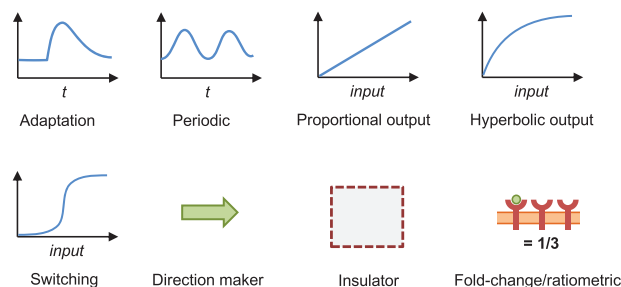 t
t
input
input
Adaptation
Periodic
Proportional output
Hyperbolic output
input
= 1/3
Switching
Direction maker
Insulator
Fold-change/ratiometric